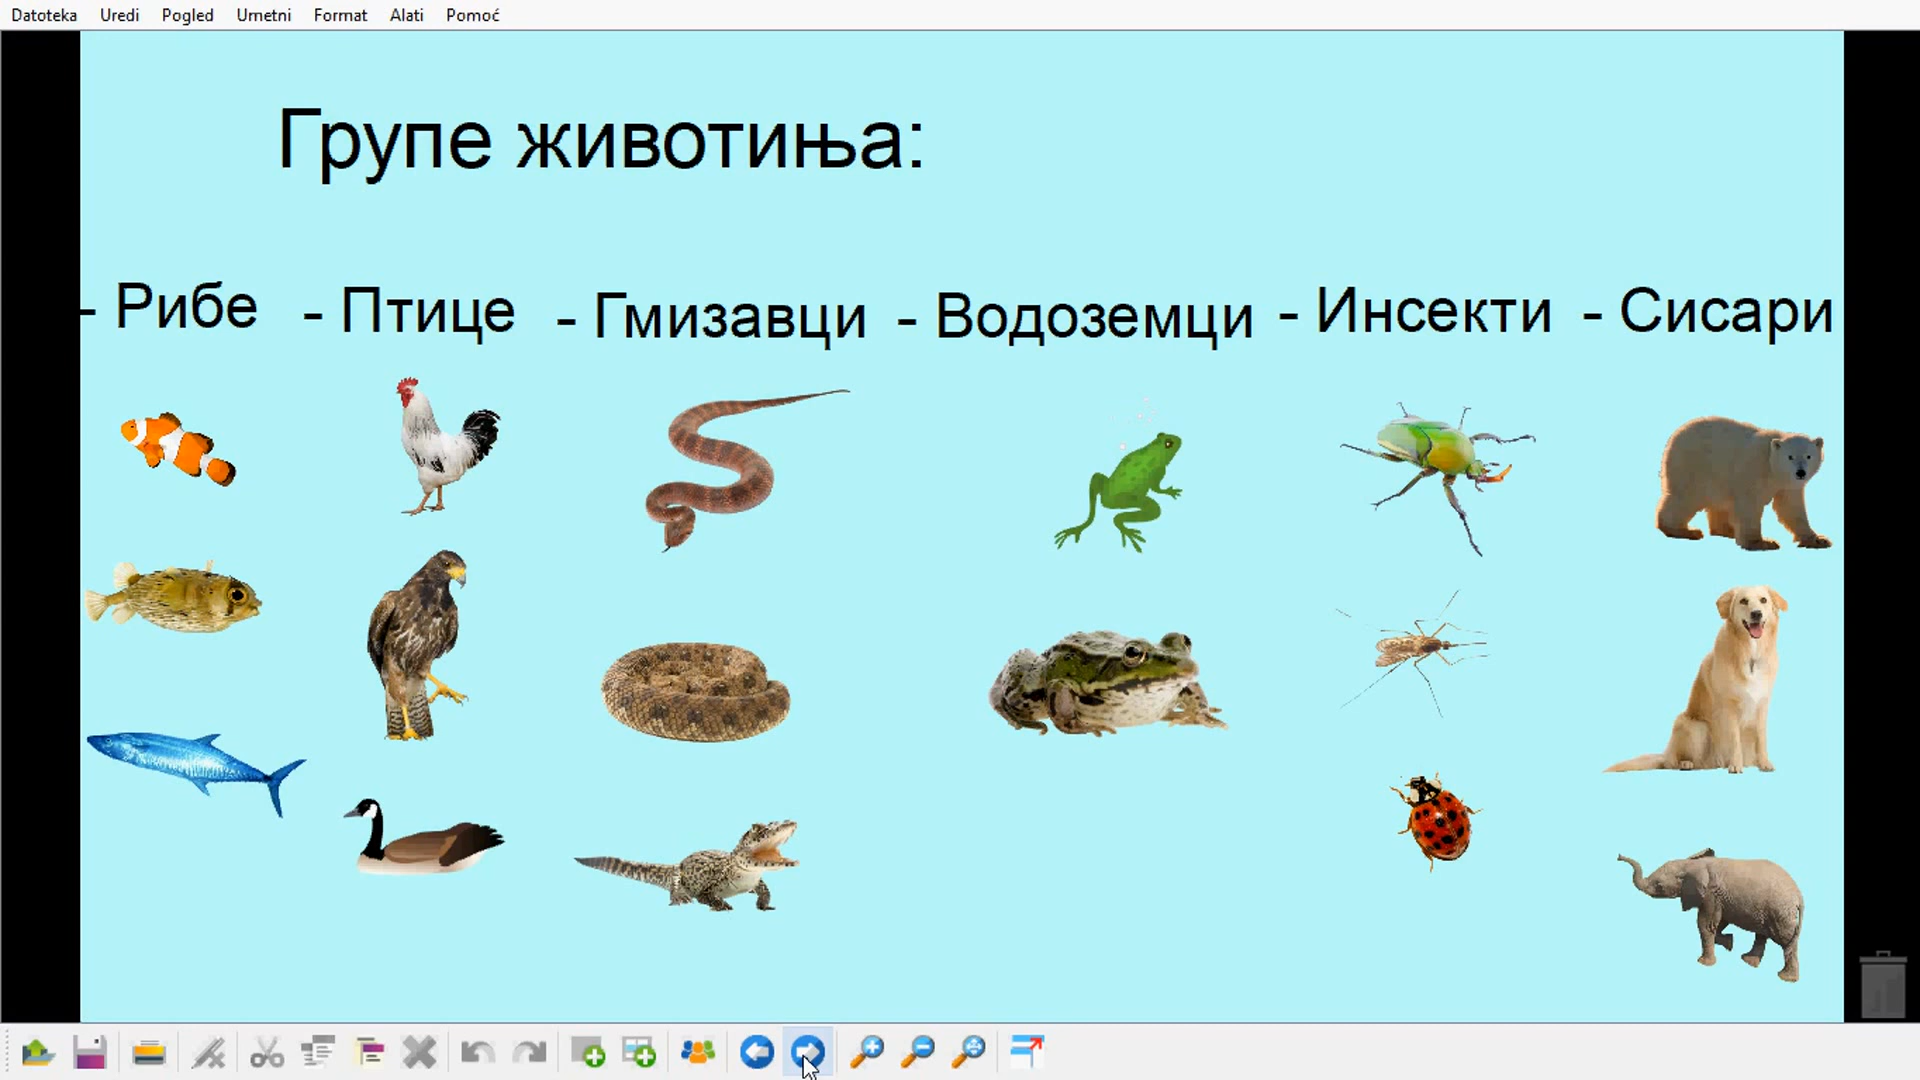 Datoteka Uredi Pogled Umetni Format Alati Pomoć
Групе животиња:
- Рибе - Птице - Гмизавци - Водоземци - Инсекти - Сисари